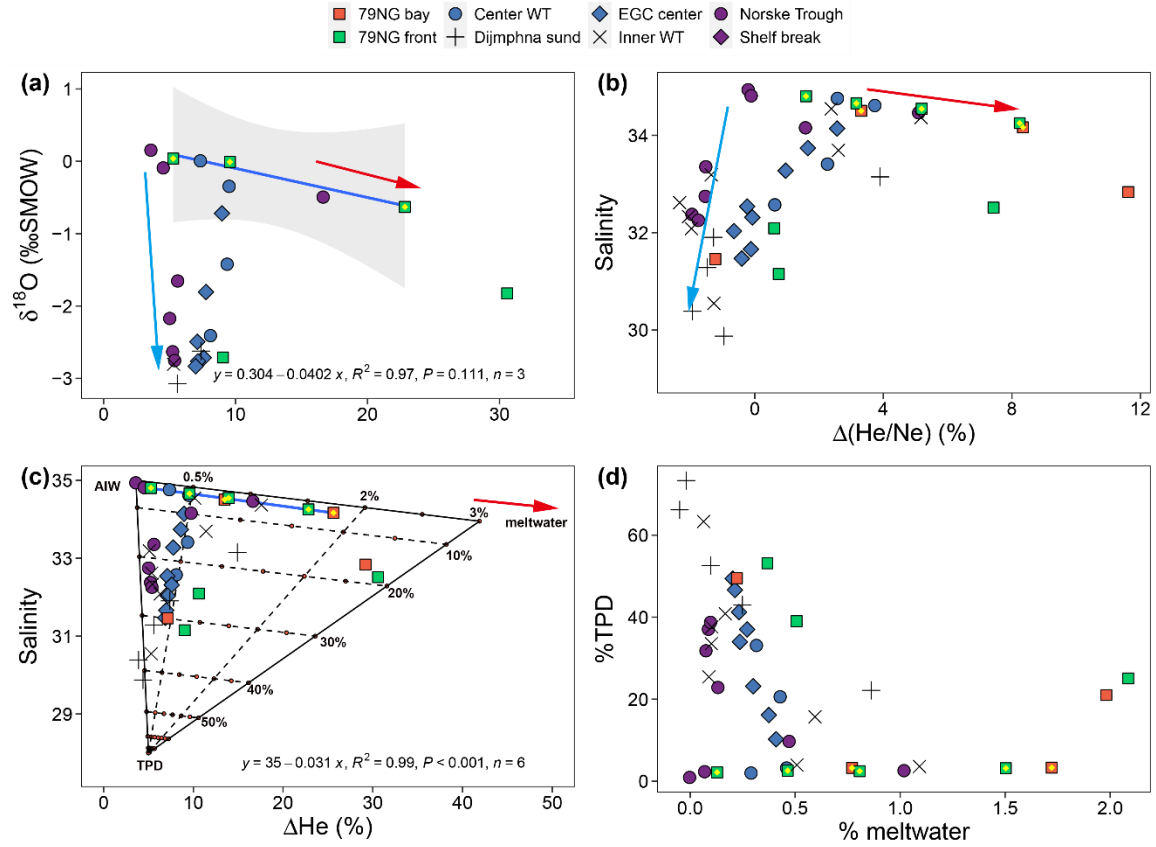 79NG bay Center WT EGC center Norske Trough
79NG front Dijmphna sund Inner WT Shelf break
(a)
δ¹⁸O (‰SMOW)
1
0
−1
−2
−3
y = 0.304 − 0.0402 x, R² = 0.97, P = 0.111, n = 3
0 10 20 30
(b)
Salinity
34
32
30
0 4 8 12
Δ(He/Ne) (%)
(c)
Salinity
35
33
31
29
AIW
0.5%
2%
3%
meltwater
10%
20%
30%
40%
50%
TPD
y = 35 − 0.031 x, R² = 0.99, P < 0.001, n = 6
0 10 20 30 40 50
ΔHe (%)
(d)
%TPD
60
40
20
0
0.0 0.5 1.0 1.5 2.0
% meltwater